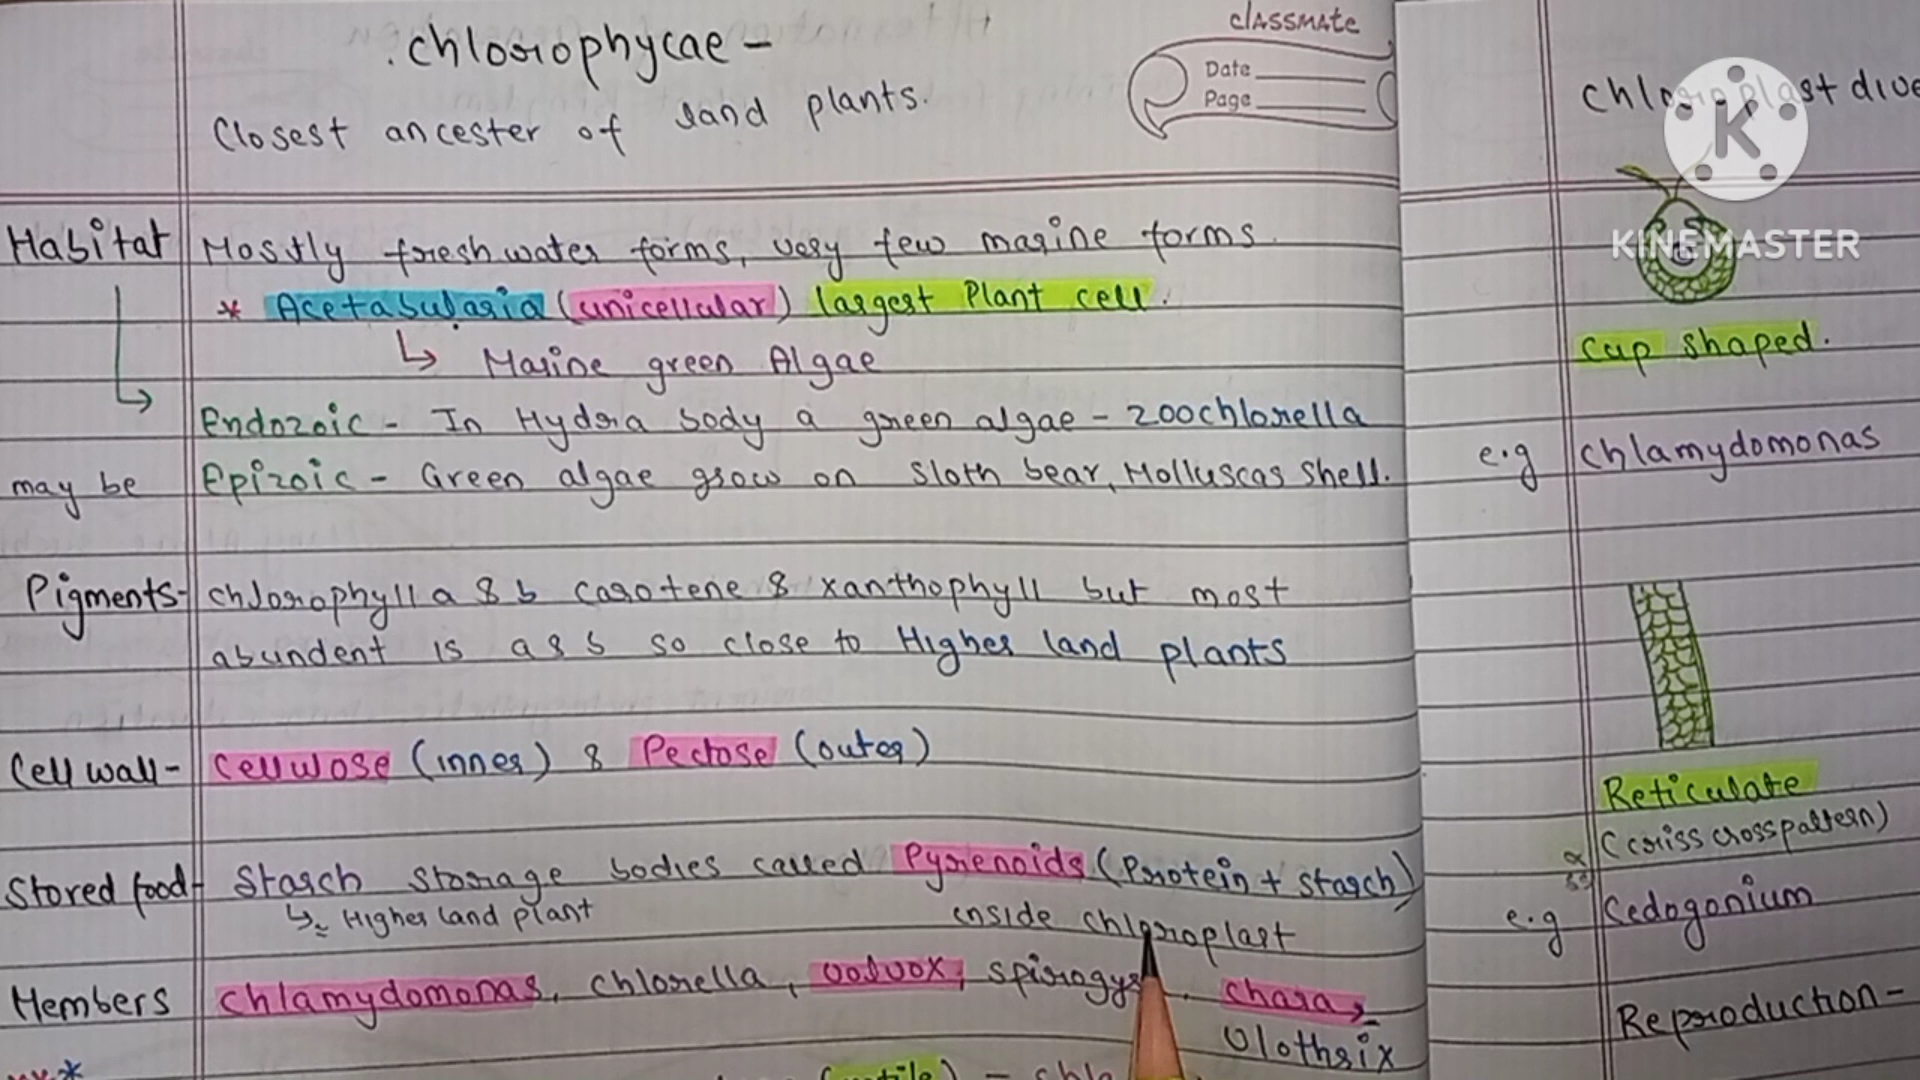 .Chlorophycae -
Closest ancester of land plants.
classmate
Date
Page
Habitat Mostly freshwater forms, very few marine forms.
* Acetabularia (unicellular) largest Plant cell.
↳ Marine green Algae
Endozoic - In Hydra body a green algae - zoochlorella
may be Epizoic - Green algae grow on Sloth bear, Molluscas shell.
Pigments- chlorophyll a & b carotene & xanthophyll but most
abundent is a & b so close to Higher land plants
Cell wall - Cellulose (inner) & Pectose (outer)
Stored food - Starch storage bodies called Pyrenoids (Protein + starch)
↳ ≈ Higher land plant inside chloroplast
Members chlamydomonas, chlorella, volvox, chara,
Ulothrix
KINEMASTER
Cup shaped.
e.g chlamydomonas
Reticulate
(criss crosspattern)
e.g Cedogonium
Reproduction -